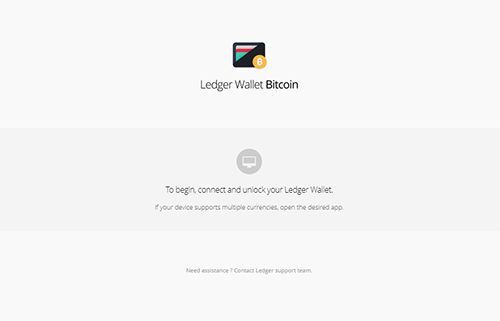 Ledger Wallet Bitcoin
To begin, connect and unlock your Ledger Wallet.
If your device supports multiple currencies, open the desired app.
Need assistance ? Contact Ledger support team.